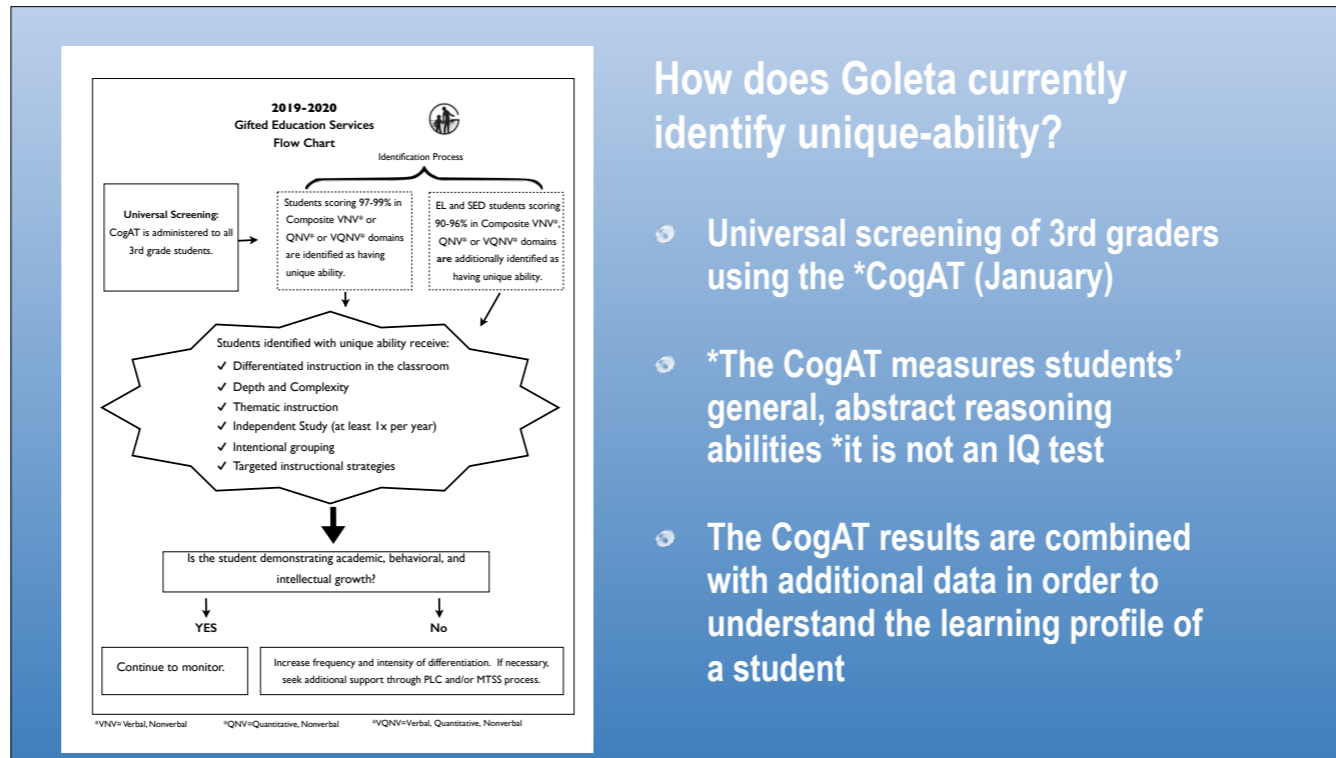 2019-2020
Gifted Education Services
Flow Chart
Identification Process
Universal Screening:
CogAT is administered to all
3rd grade students.
Students scoring 97-99% in
Composite VNV* or
QNV* or VQNV* domains
are identified as having
unique ability.
EL and SED students scoring
90-96% in Composite VNV*,
QNV* or VQNV* domains
are additionally identified as
having unique ability.
Students identified with unique ability receive:
✓ Differentiated instruction in the classroom
✓ Depth and Complexity
✓ Thematic instruction
✓ Independent Study (at least 1x per year)
✓ Intentional grouping
✓ Targeted instructional strategies
Is the student demonstrating academic, behavioral, and
intellectual growth?
YES
No
Continue to monitor.
Increase frequency and intensity of differentiation. If necessary,
seek additional support through PLC and/or MTSS process.
*VNV=Verbal, Nonverbal
*QNV=Quantitative, Nonverbal
*VQNV=Verbal, Quantitative, Nonverbal
How does Goleta currently
identify unique-ability?
Universal screening of 3rd graders
using the *CogAT (January)
*The CogAT measures students’
general, abstract reasoning
abilities *it is not an IQ test
The CogAT results are combined
with additional data in order to
understand the learning profile of
a student